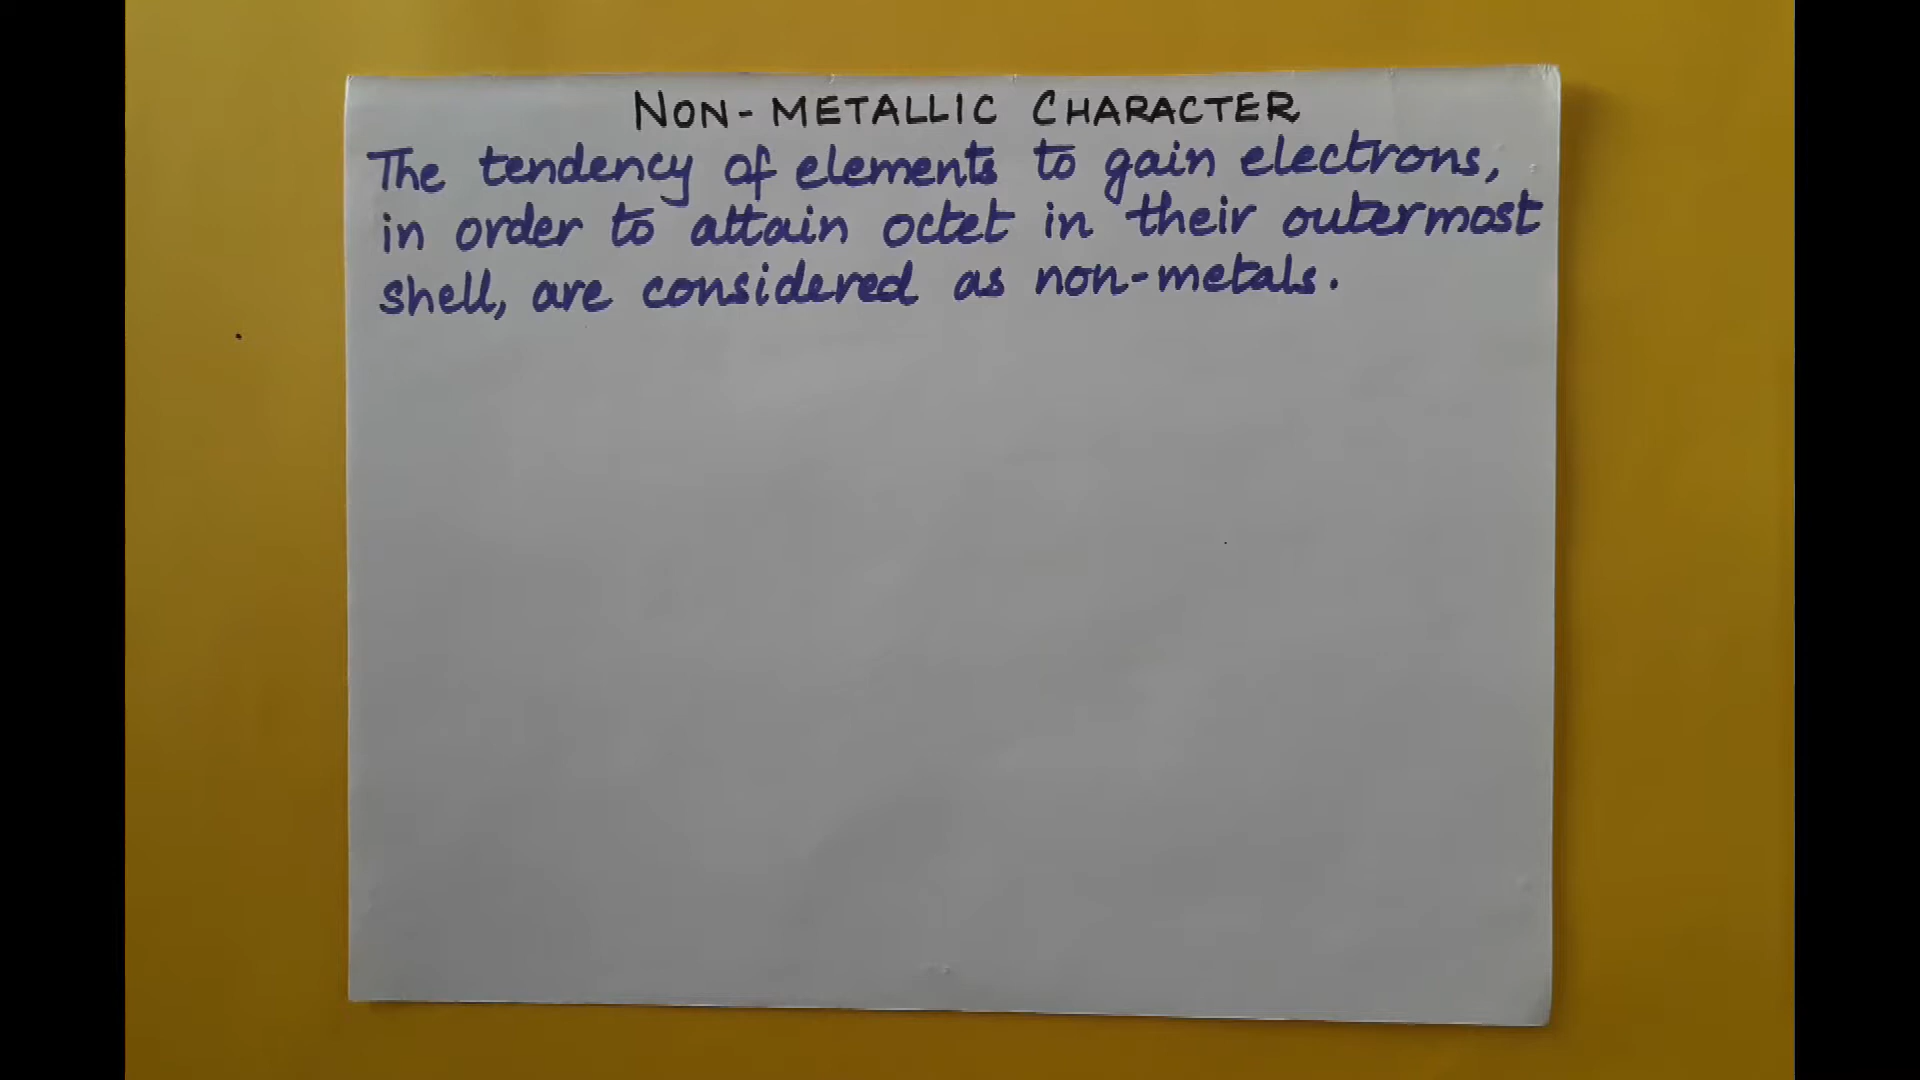 NON-METALLIC CHARACTER
The tendency of elements to gain electrons,
in order to attain octet in their outermost
shell, are considered as non-metals.